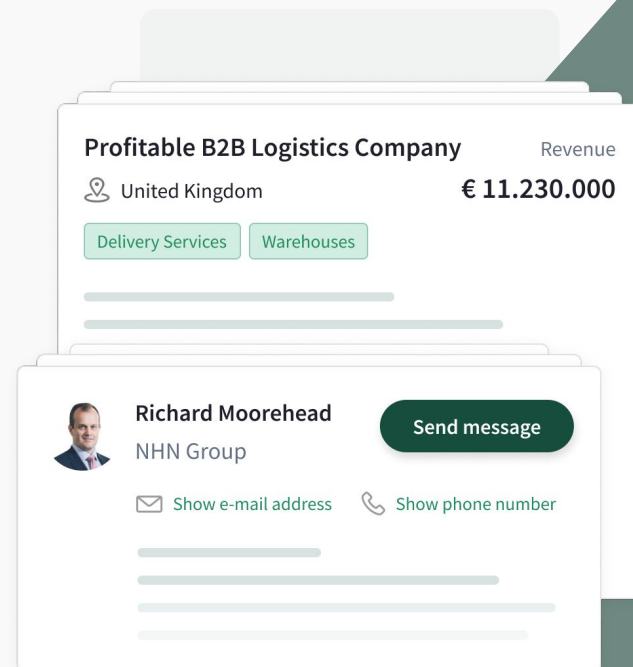 Profitable B2B Logistics Company
Revenue
United Kingdom
€ 11.230.000
Delivery Services
Warehouses
Richard Moorehead
NHN Group
Send message
Show e-mail address
Show phone number